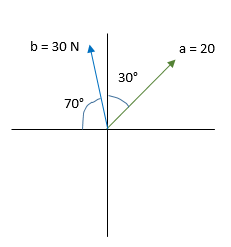 b = 30 N
a = 20
30°
70°